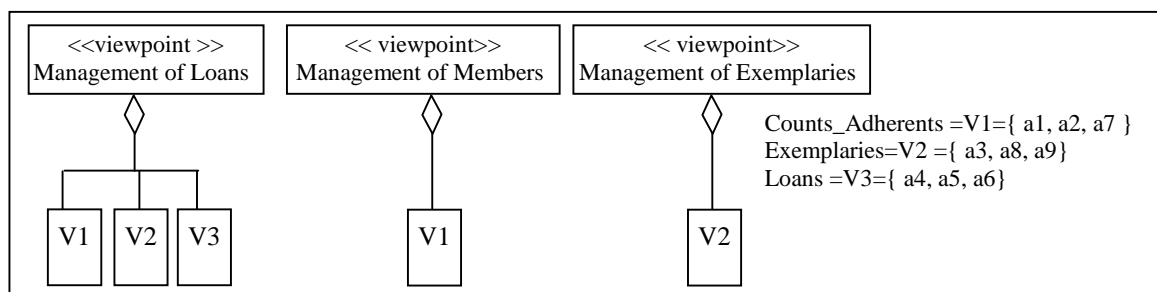 <<viewpoint >>
Management of Loans
<< viewpoint>>
Management of Members
<< viewpoint>>
Management of Exemplaries
Counts_Adherents =V1={ a1, a2, a7 }
Exemplaries=V2 ={ a3, a8, a9}
Loans =V3={ a4, a5, a6}
V1
V2
V3
V1
V2